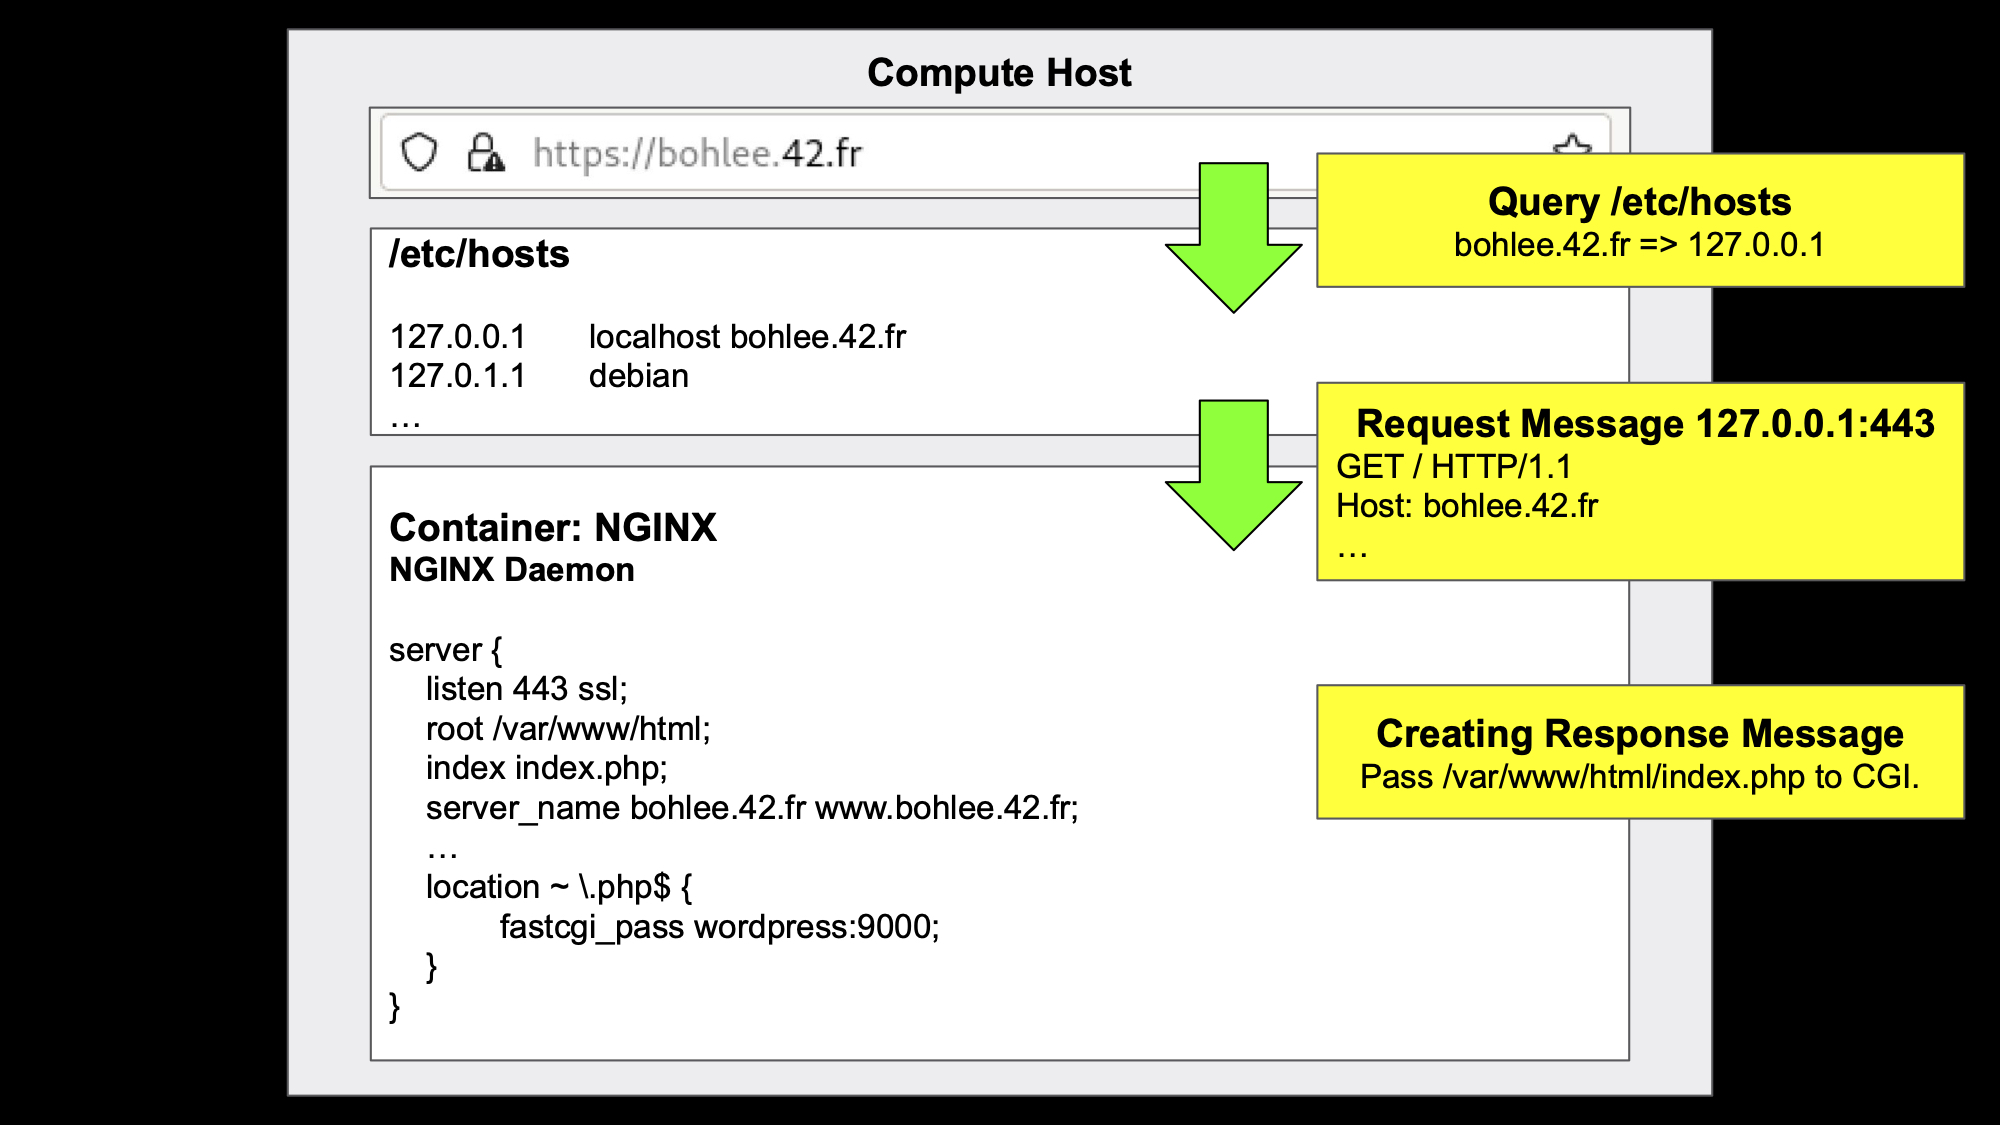 Compute Host
https://bohlee.42.fr
Query /etc/hosts
bohlee.42.fr => 127.0.0.1
/etc/hosts
127.0.0.1 localhost bohlee.42.fr
127.0.1.1 debian
…
Request Message 127.0.0.1:443
GET / HTTP/1.1
Host: bohlee.42.fr
…
Container: NGINX
NGINX Daemon
server {
listen 443 ssl;
root /var/www/html;
index index.php;
server_name bohlee.42.fr www.bohlee.42.fr;
…
location ~ \.php$ {
fastcgi_pass wordpress:9000;
}
}
Creating Response Message
Pass /var/www/html/index.php to CGI.